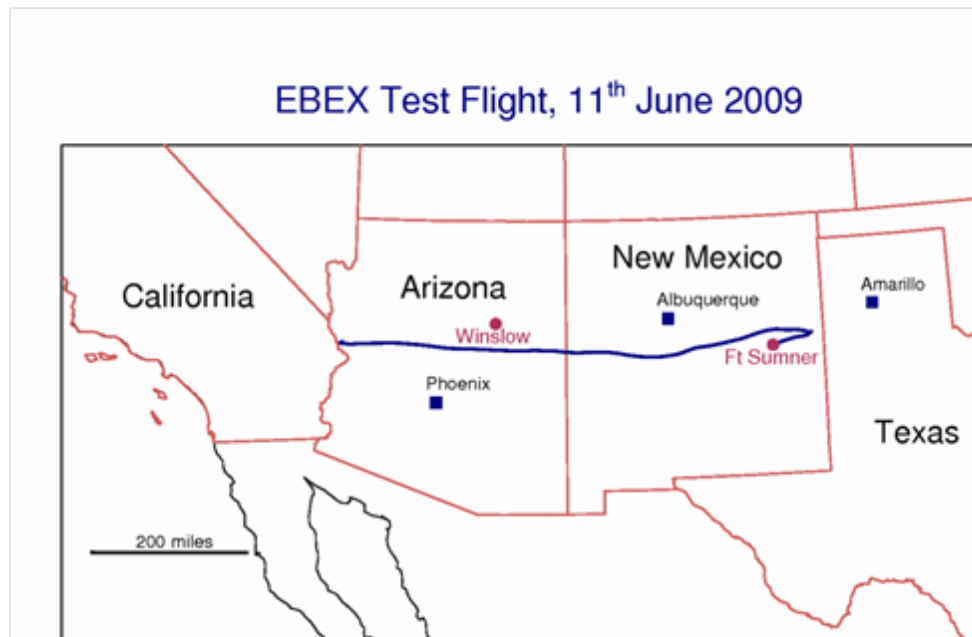 EBEX Test Flight, 11th June 2009
New Mexico
Amarillo
California
Arizona
Albuquerque
Winslow
Ft Sumner
Phoenix
Texas
200 miles